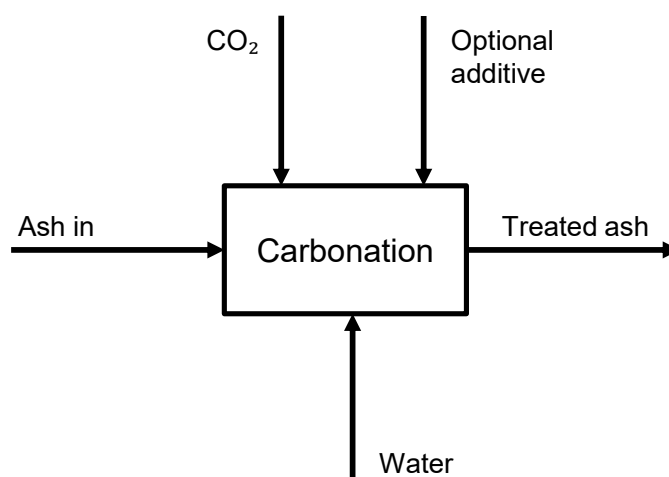 CO₂
Optional
additive
Ash in
Carbonation
Treated ash
Water